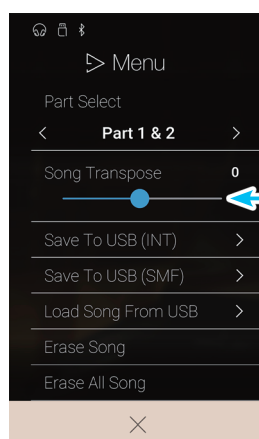 Menu
Part Select
Part 1 & 2
Song Transpose 0
Save To USB (INT)
Save To USB (SMF)
Load Song From USB
Erase Song
Erase All Song